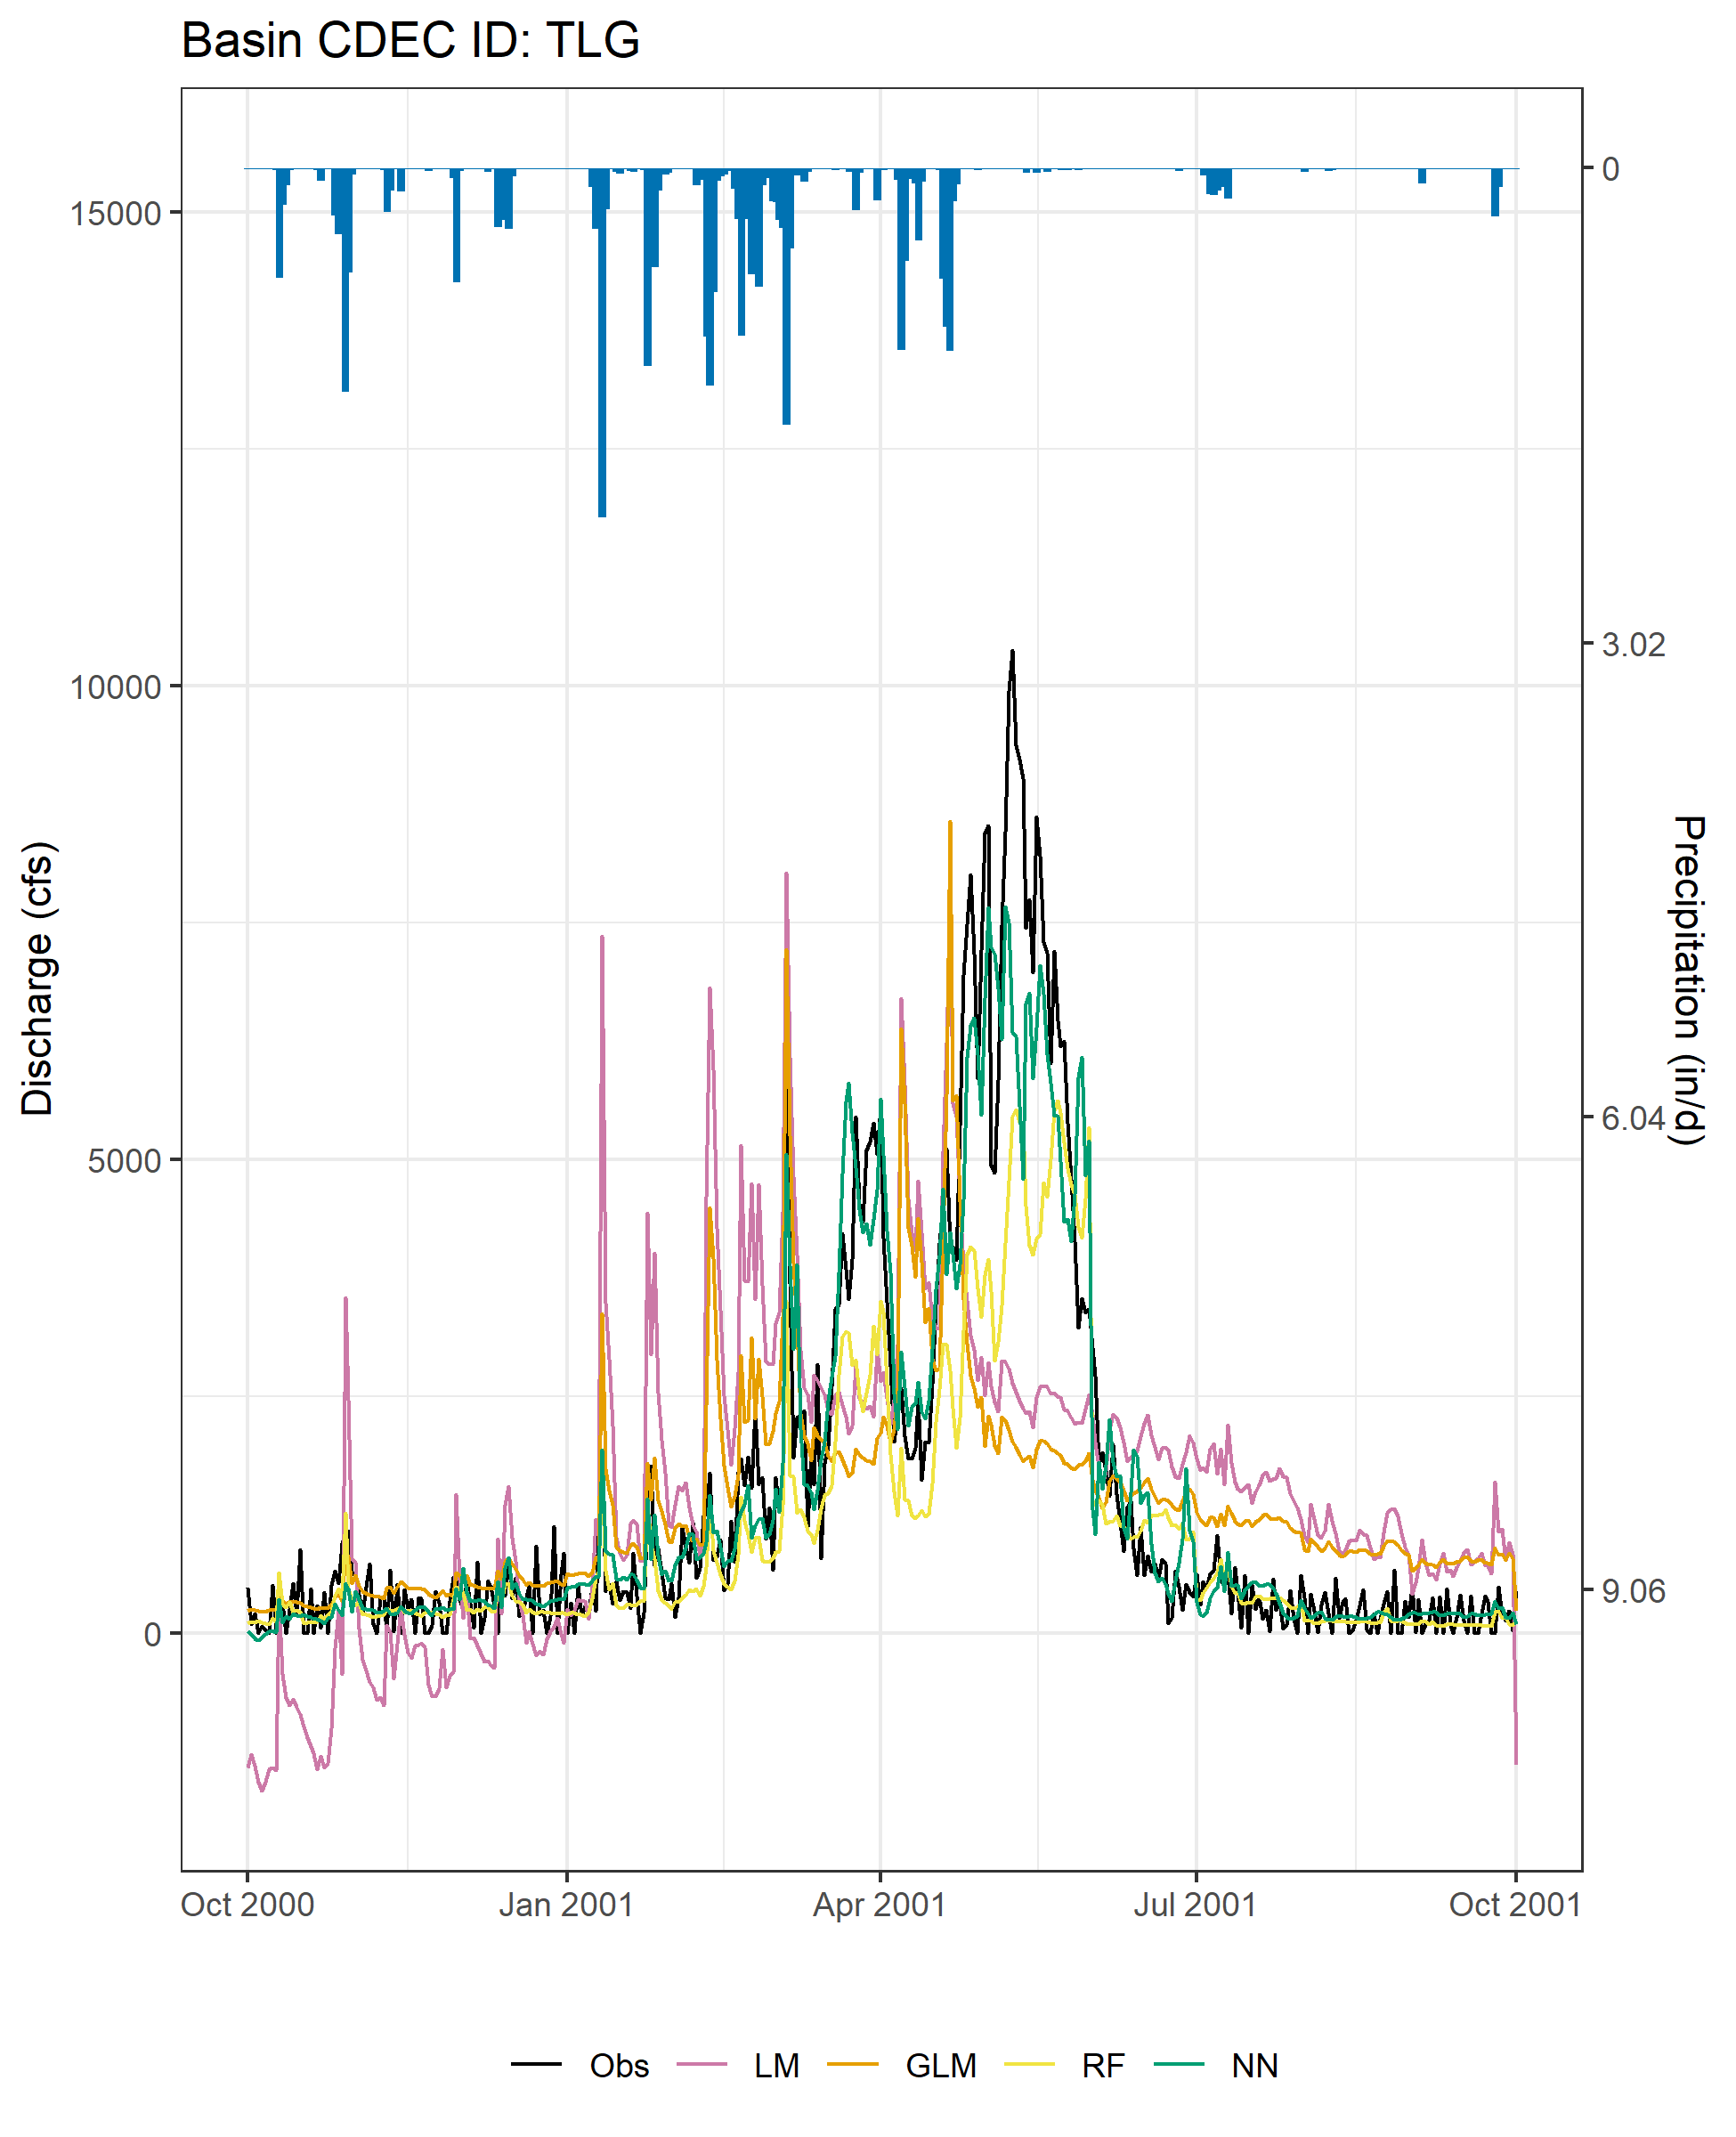 Basin CDEC ID: TLG
0
15000
3.02
10000
Discharge (cfs)
Precipitation (in/d)
6.04
5000
9.06
0
Oct 2000 Jan 2001 Apr 2001 Jul 2001 Oct 2001
Obs LM GLM RF NN